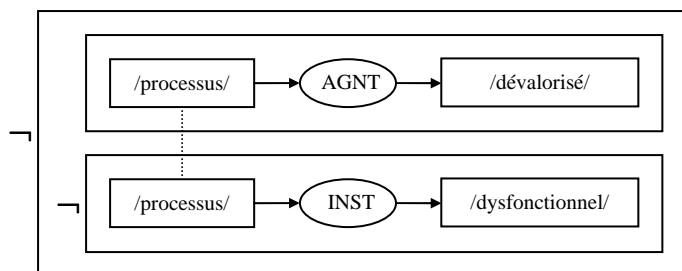 /processus/ AGNT /dévalorisé/
¬
¬
/processus/ INST /dysfonctionnel/